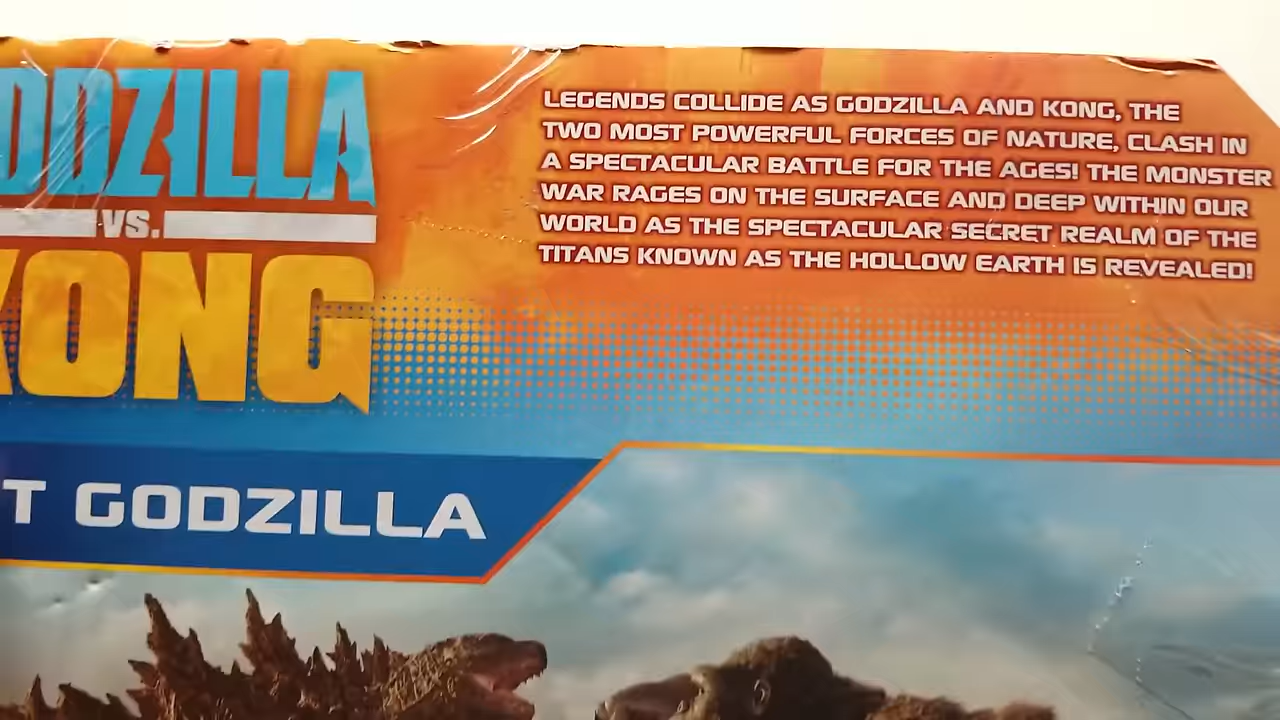 ODZILLA
VS.
KONG
LEGENDS COLLIDE AS GODZILLA AND KONG, THE
TWO MOST POWERFUL FORCES OF NATURE, CLASH IN
A SPECTACULAR BATTLE FOR THE AGES! THE MONSTER
WAR RAGES ON THE SURFACE AND DEEP WITHIN OUR
WORLD AS THE SPECTACULAR SECRET REALM OF THE
TITANS KNOWN AS THE HOLLOW EARTH IS REVEALED!
T GODZILLA